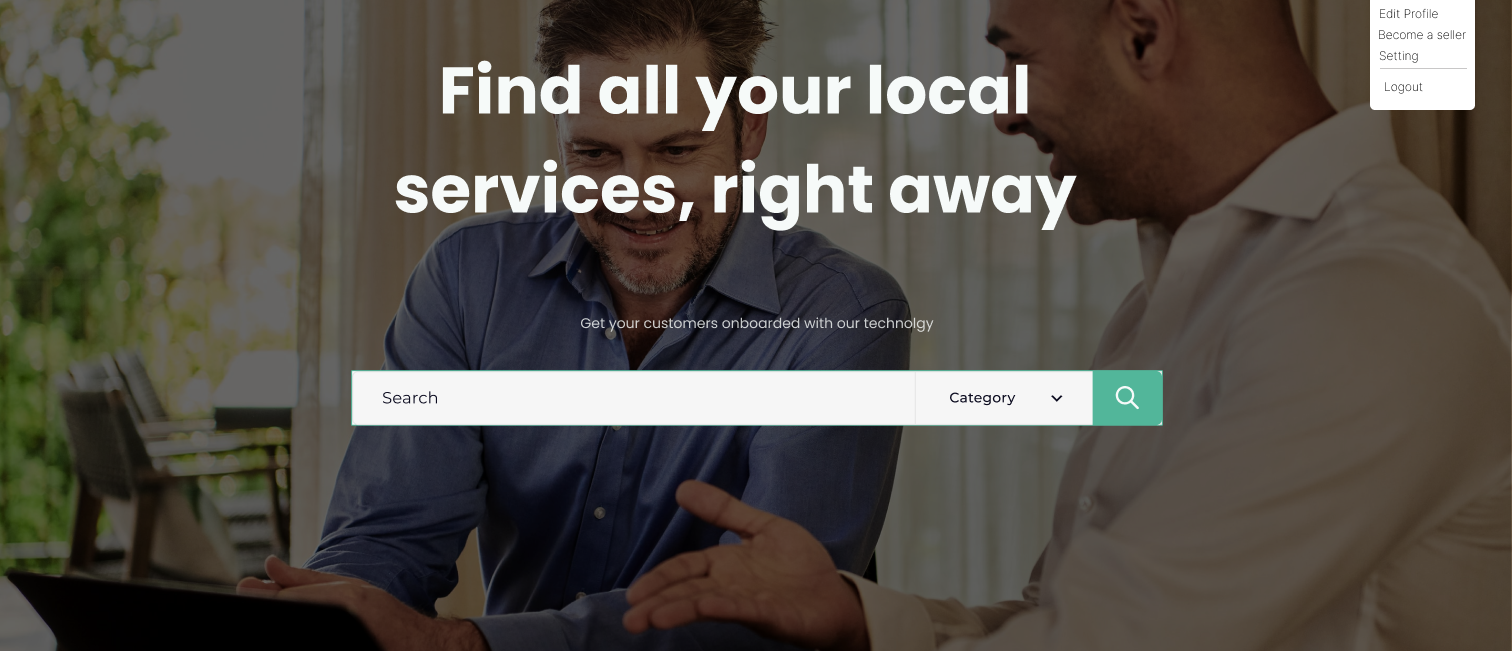 Edit Profile
Become a seller
Setting
Logout
Find all your local
services, right away
Get your customers onboarded with our technolgy
Search
Category